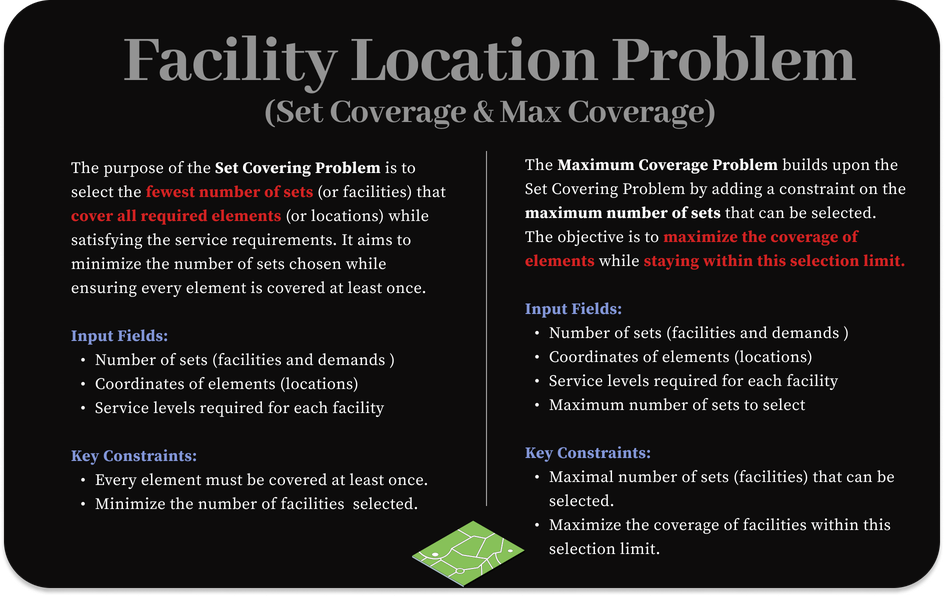 Facility Location Problem
(Set Coverage & Max Coverage)
The purpose of the Set Covering Problem is to
select the fewest number of sets (or facilities) that
cover all required elements (or locations) while
satisfying the service requirements. It aims to
minimize the number of sets chosen while
ensuring every element is covered at least once.
Input Fields:
• Number of sets (facilities and demands )
• Coordinates of elements (locations)
• Service levels required for each facility
Key Constraints:
• Every element must be covered at least once.
• Minimize the number of facilities  selected.
The Maximum Coverage Problem builds upon the
Set Covering Problem by adding a constraint on the
maximum number of sets that can be selected.
The objective is to maximize the coverage of
elements while staying within this selection limit.
Input Fields:
• Number of sets (facilities and demands )
• Coordinates of elements (locations)
• Service levels required for each facility
• Maximum number of sets to select
Key Constraints:
• Maximal number of sets (facilities) that can be
selected.
• Maximize the coverage of facilities within this
selection limit.